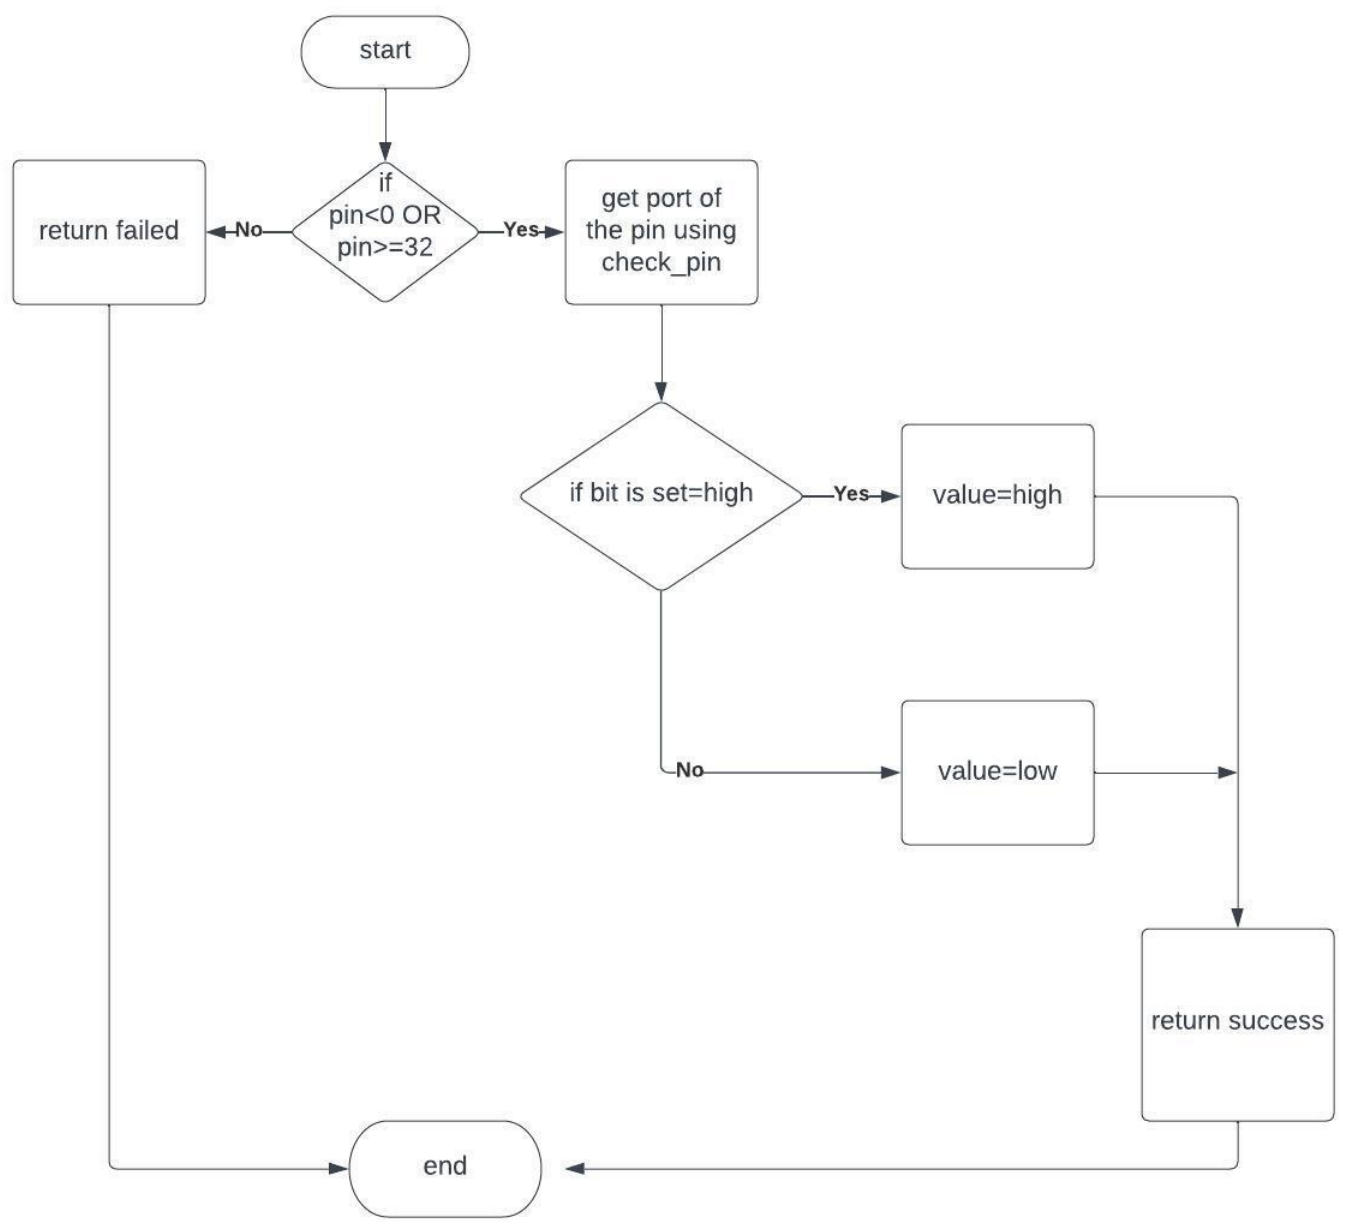 start
if
pin<0 OR
pin>=32
No
Yes
return failed
get port of
the pin using
check_pin
if bit is set=high
Yes
value=high
No
value=low
return success
end